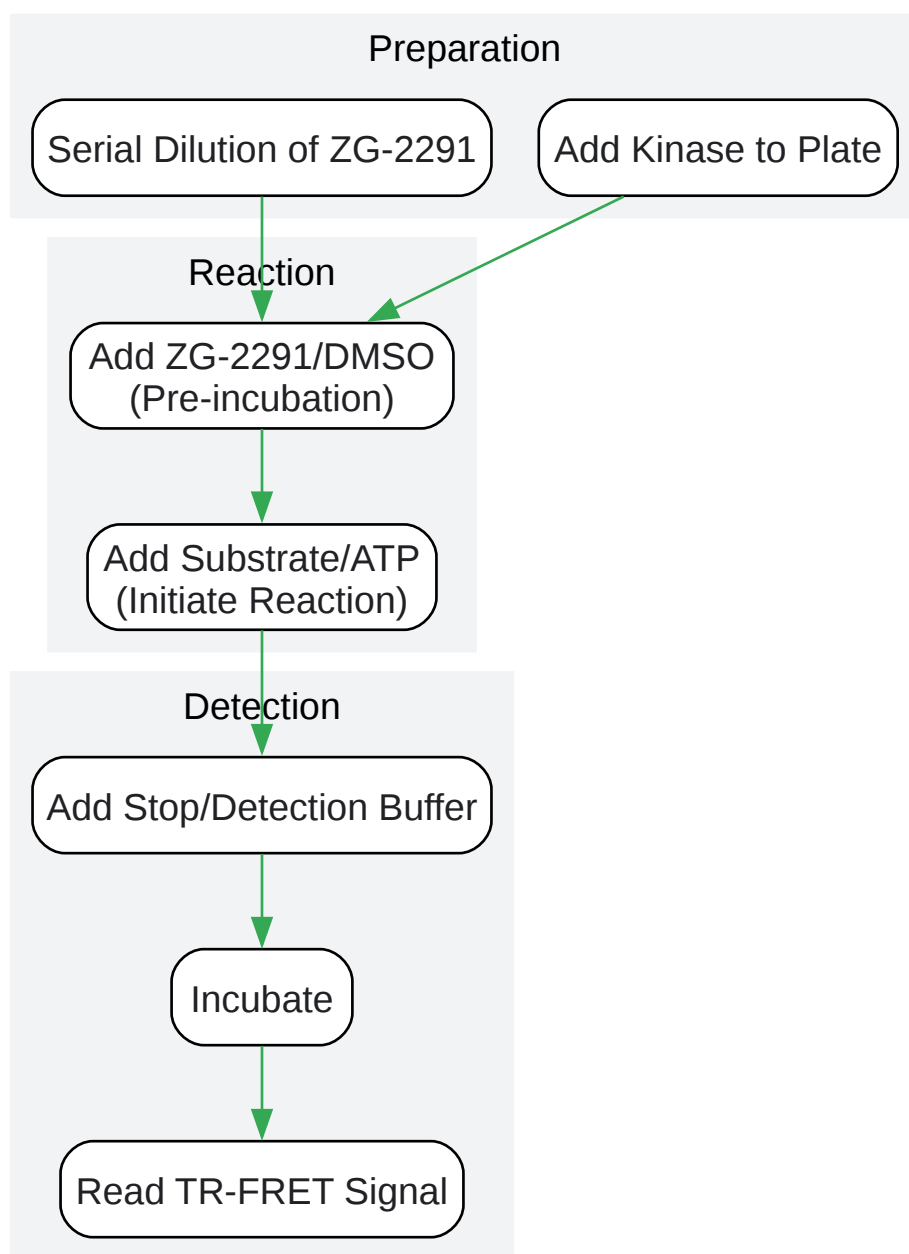 Preparation
Serial Dilution of ZG-2291
Add Kinase to Plate
Reaction
Add ZG-2291/DMSO
(Pre-incubation)
Add Substrate/ATP
(Initiate Reaction)
Detection
Add Stop/Detection Buffer
Incubate
Read TR-FRET Signal